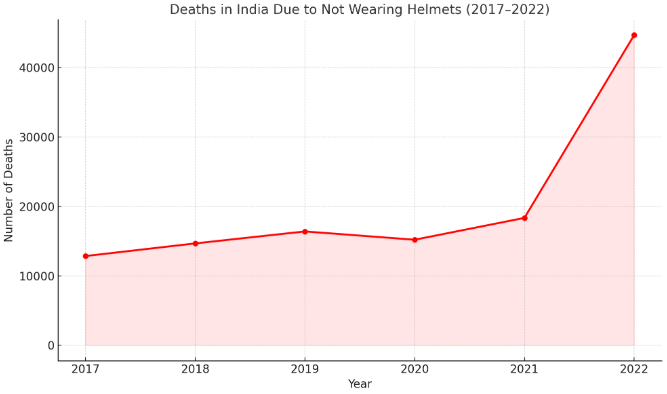 Deaths in India Due to Not Wearing Helmets (2017–2022)
Number of Deaths
40000
30000
20000
10000
0
2017 2018 2019 2020 2021 2022
Year